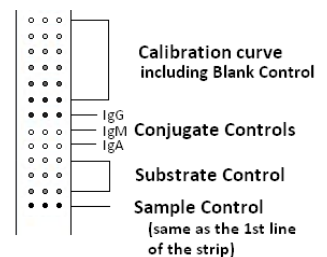 Calibration curve
including Blank Control
IgG
IgM
IgA
Conjugate Controls
Substrate Control
Sample Control
(same as the 1st line
of the strip)